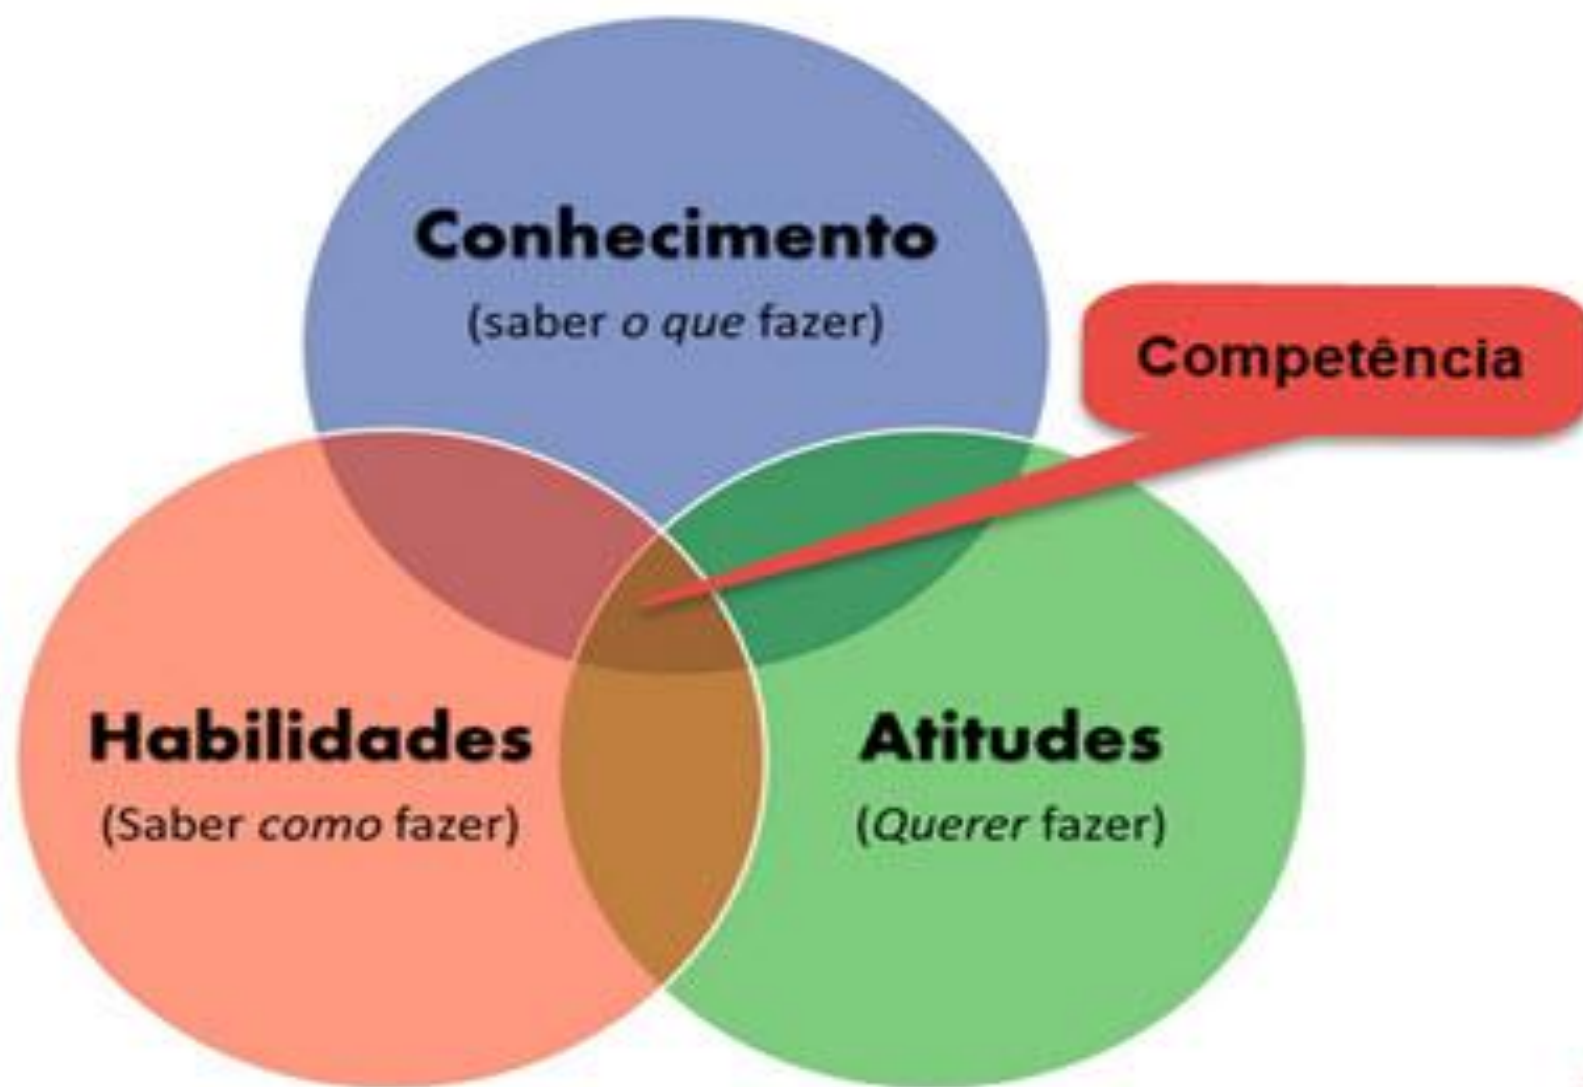 Conhecimento
(saber o que fazer)
Competência
Habilidades
(Saber como fazer)
Atitudes
(Querer fazer)